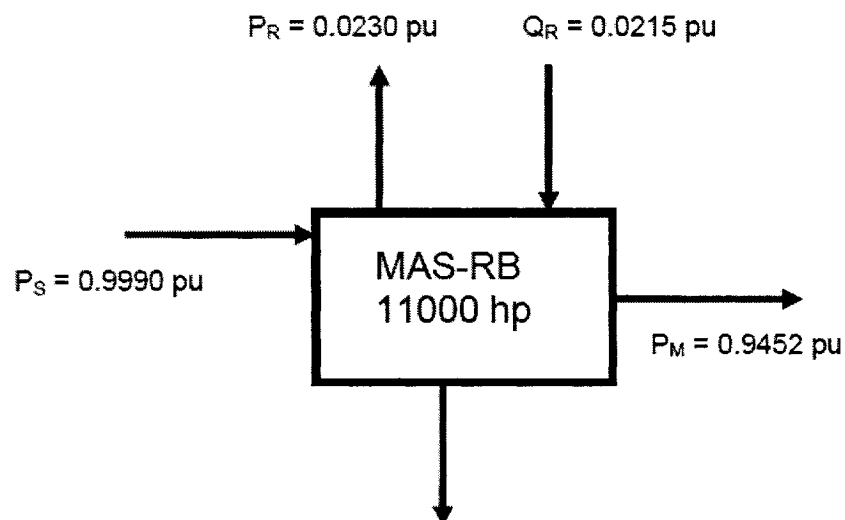 P_R = 0.0230 pu
Q_R = 0.0215 pu
P_S = 0.9990 pu
MAS-RB
11000 hp
P_M = 0.9452 pu